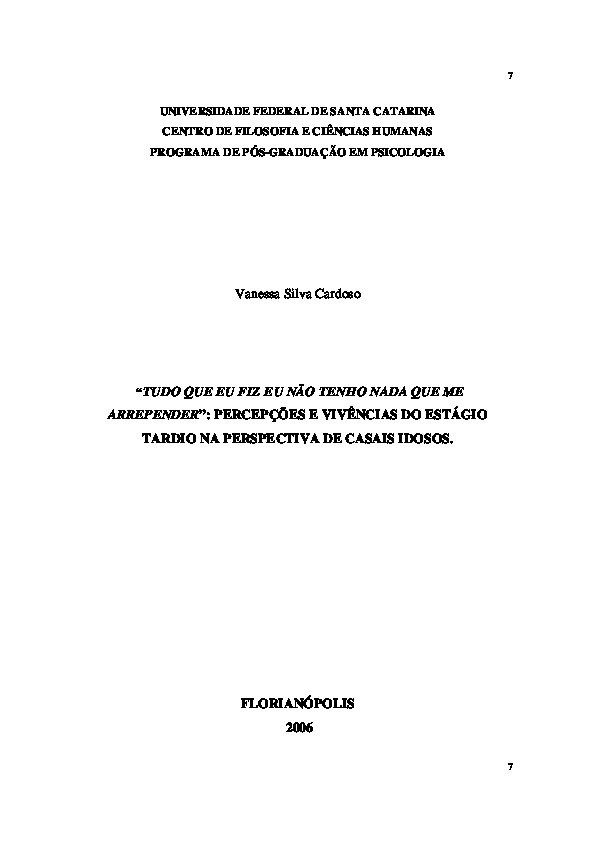 7
UNIVERSIDADE FEDERAL DE SANTA CATARINA
CENTRO DE FILOSOFIA E CIÊNCIAS HUMANAS
PROGRAMA DE PÓS-GRADUAÇÃO EM PSICOLOGIA
Vanessa Silva Cardoso
“TUDO QUE EU FIZ EU NÃO TENHO NADA QUE ME
ARREPENDER”: PERCEPÇÕES E VIVÊNCIAS DO ESTÁGIO
TARDIO NA PERSPECTIVA DE CASAIS IDOSOS.
FLORIANÓPOLIS
2006
7